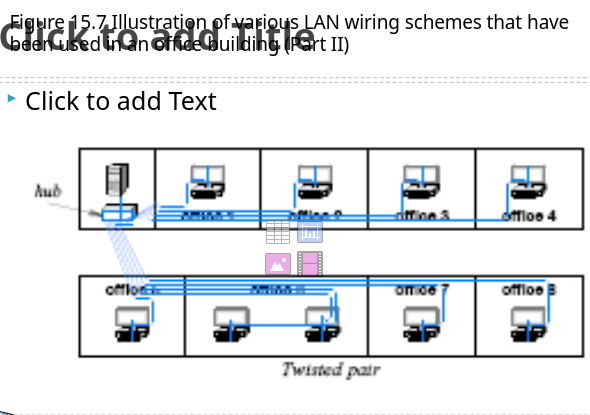 Figure 15.7 Illustration of various LAN wiring schemes that have
been used in an office building (Part II)
Click to add Title
Click to add Text
hub
office 1 office 2 office 3 office 4
office 5 office 6 office 7 office 8
Twisted pair